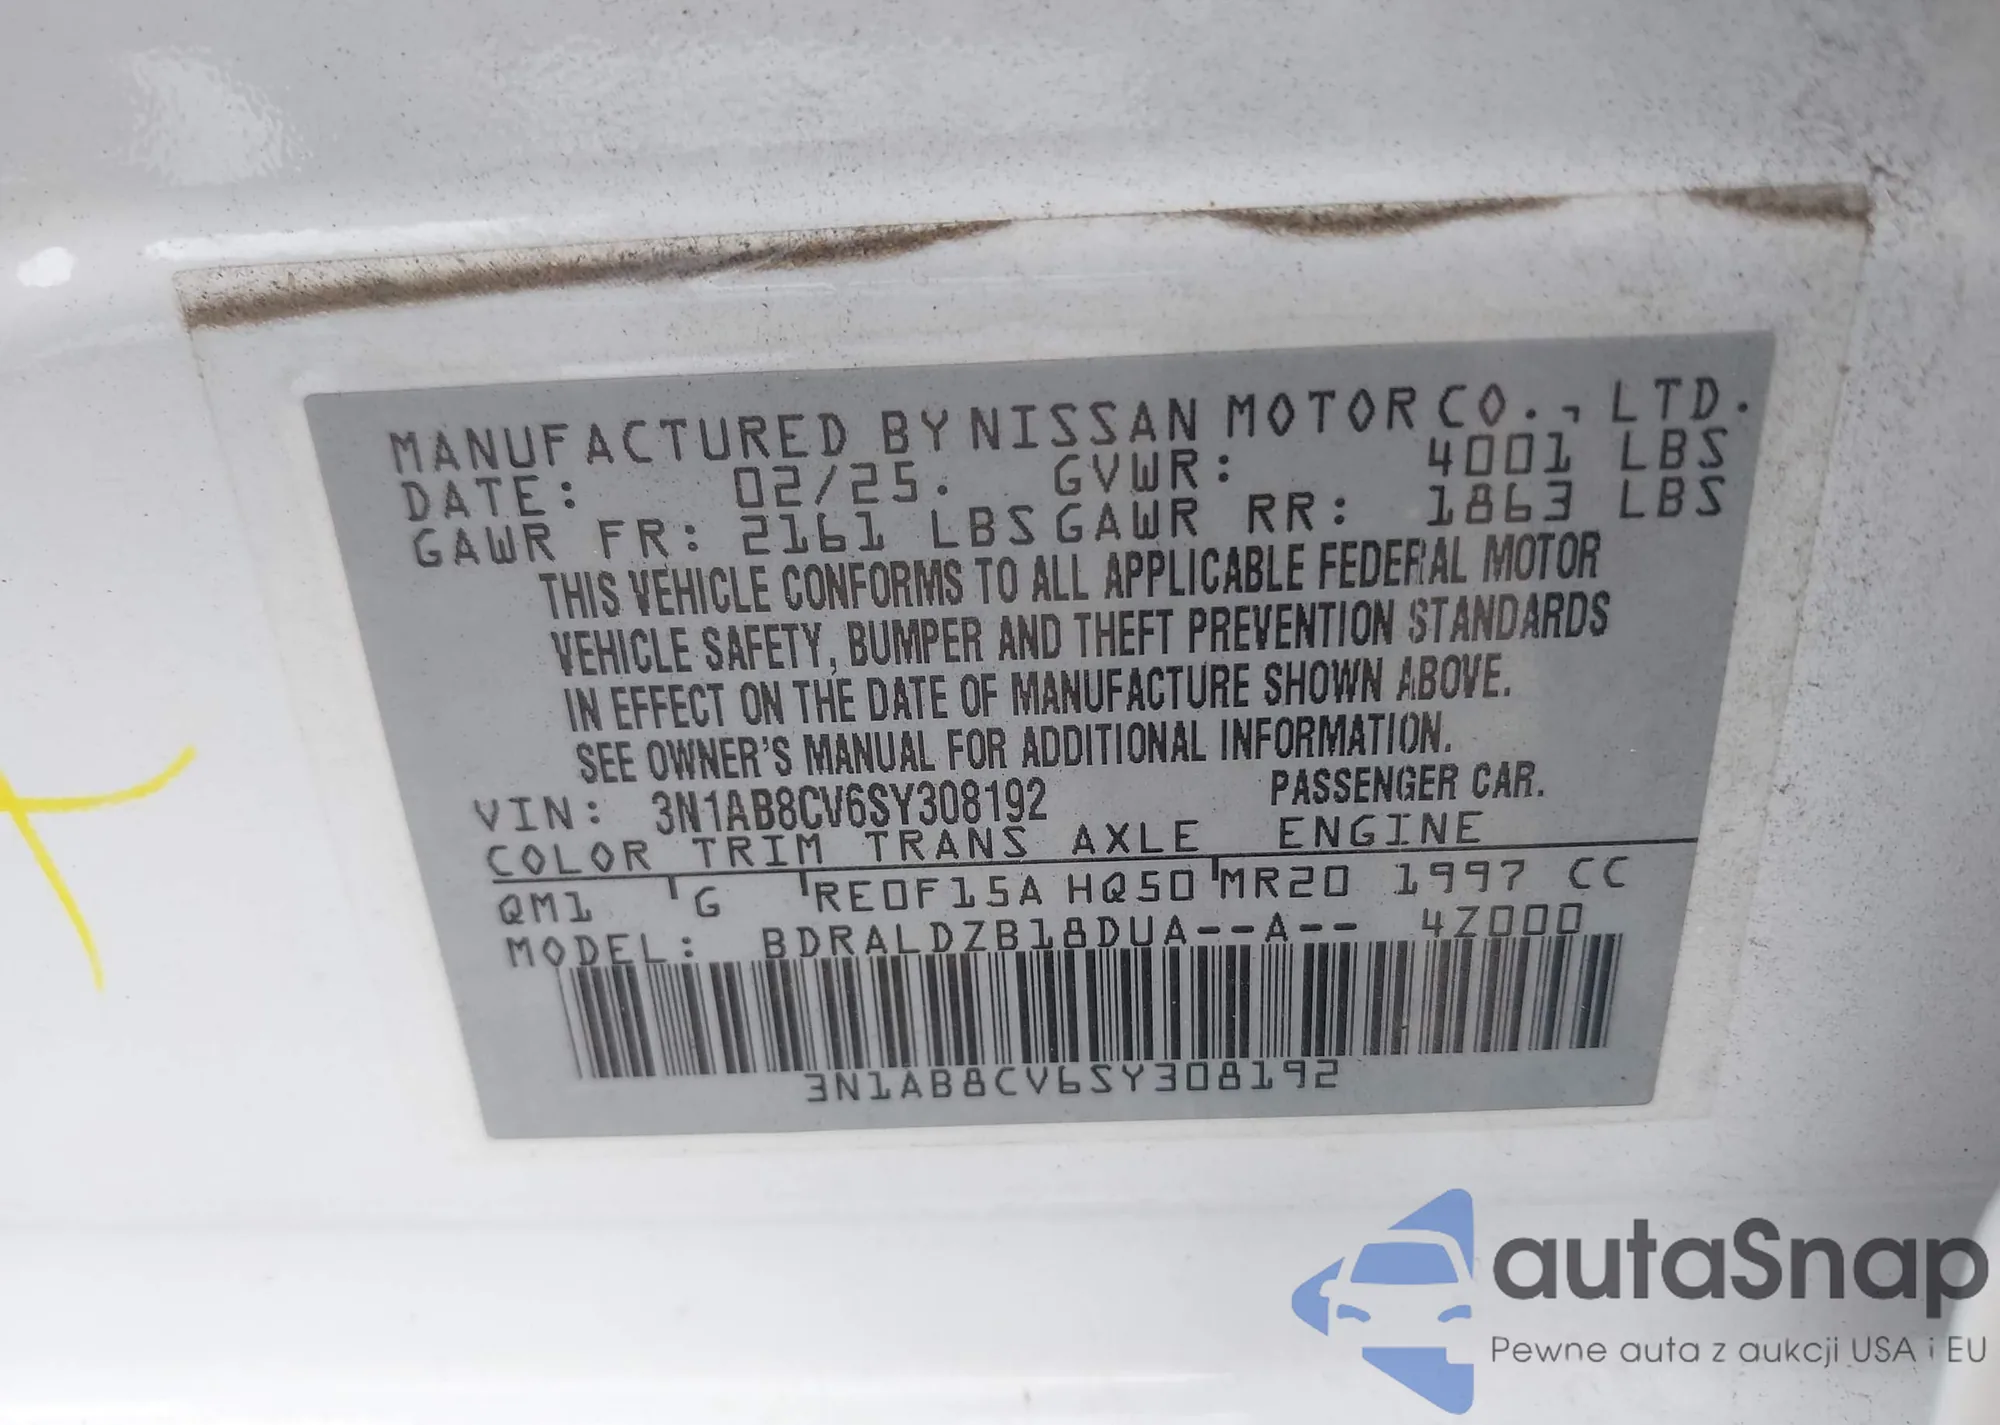 MANUFACTURED BY NISSAN MOTOR CO., LTD.
DATE: 02/25. GVWR: 4001 LBS
GAWR FR: 2161 LBS GAWR RR: 1863 LBS
THIS VEHICLE CONFORMS TO ALL APPLICABLE FEDERAL MOTOR
VEHICLE SAFETY, BUMPER AND THEFT PREVENTION STANDARDS
IN EFFECT ON THE DATE OF MANUFACTURE SHOWN ABOVE.
SEE OWNER'S MANUAL FOR ADDITIONAL INFORMATION.
VIN: 3N1AB8CV6SY308192 PASSENGER CAR.
COLOR TRIM TRANS AXLE ENGINE
QM1 G RE0F15A HQ50 MR20 1997 CC
MODEL: BDRALDZB18DUA--A-- 4Z000
3N1AB8CV6SY308192
autaSnap
Pewne auta z aukcji USA i EU